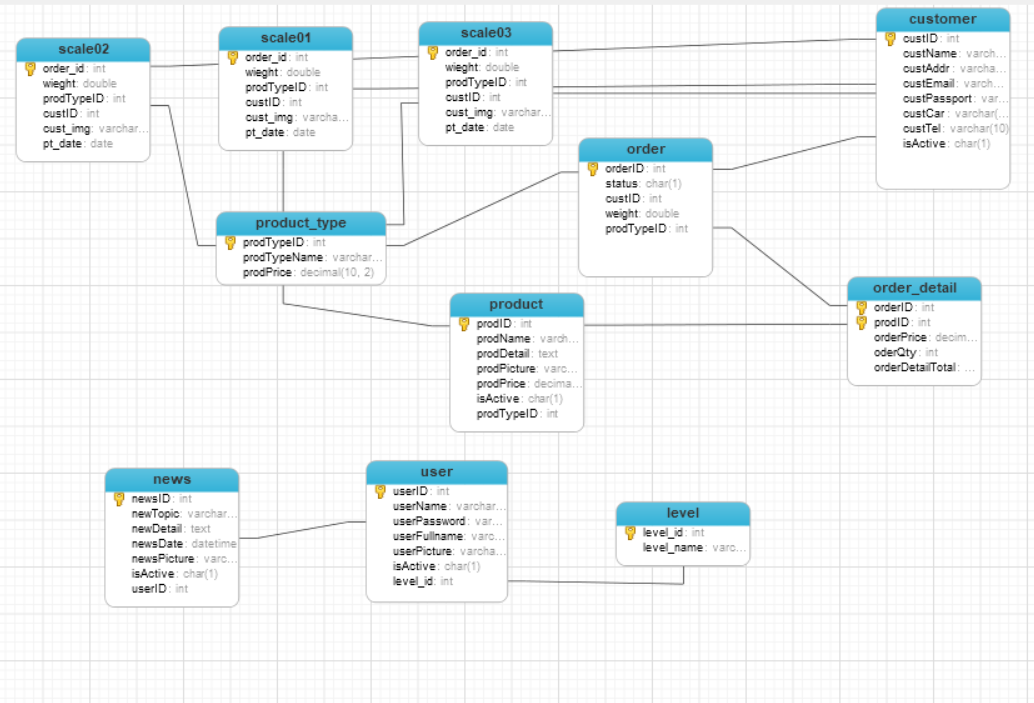 scale02
order_id: int
wieght: double
prodTypeID: int
custID: int
cust_img: varchar...
pt_date: date
scale01
order_id: int
wieght: double
prodTypeID: int
custID: int
cust_img: varcha...
pt_date: date
scale03
order_id: int
wieght: double
prodTypeID: int
custID: int
cust_img: varchar...
pt_date: date
customer
custID: int
custName: varch...
custAddr: varcha...
custEmail: varch...
custPassport: var...
custCar: varchar(...
custTel: varchar(10)
isActive: char(1)
order
orderID: int
status: char(1)
custID: int
weight: double
prodTypeID: int
product_type
prodTypeID: int
prodTypeName: varchar...
prodPrice: decimal(10, 2)
product
prodID: int
prodName: varch...
prodDetail: text
prodPicture: varc...
prodPrice: decima...
isActive: char(1)
prodTypeID: int
order_detail
orderID: int
prodID: int
orderPrice: decim...
oderQty: int
orderDetailTotal: ...
news
newsID: int
newTopic: varchar...
newDetail: text
newsDate: datetime
newsPicture: varc...
isActive: char(1)
userID: int
user
userID: int
userName: varchar...
userPassword: var...
userFullname: varc...
userPicture: varcha...
isActive: char(1)
level_id: int
level
level_id: int
level_name: varc...